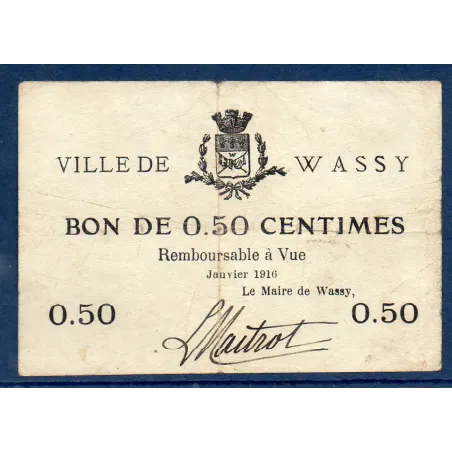 VILLE DE WASSY
BON DE 0.50 CENTIMES
Remboursable à Vue
Janvier 1916
Le Maire de Wassy,
0.50 0.50
LMaitrot